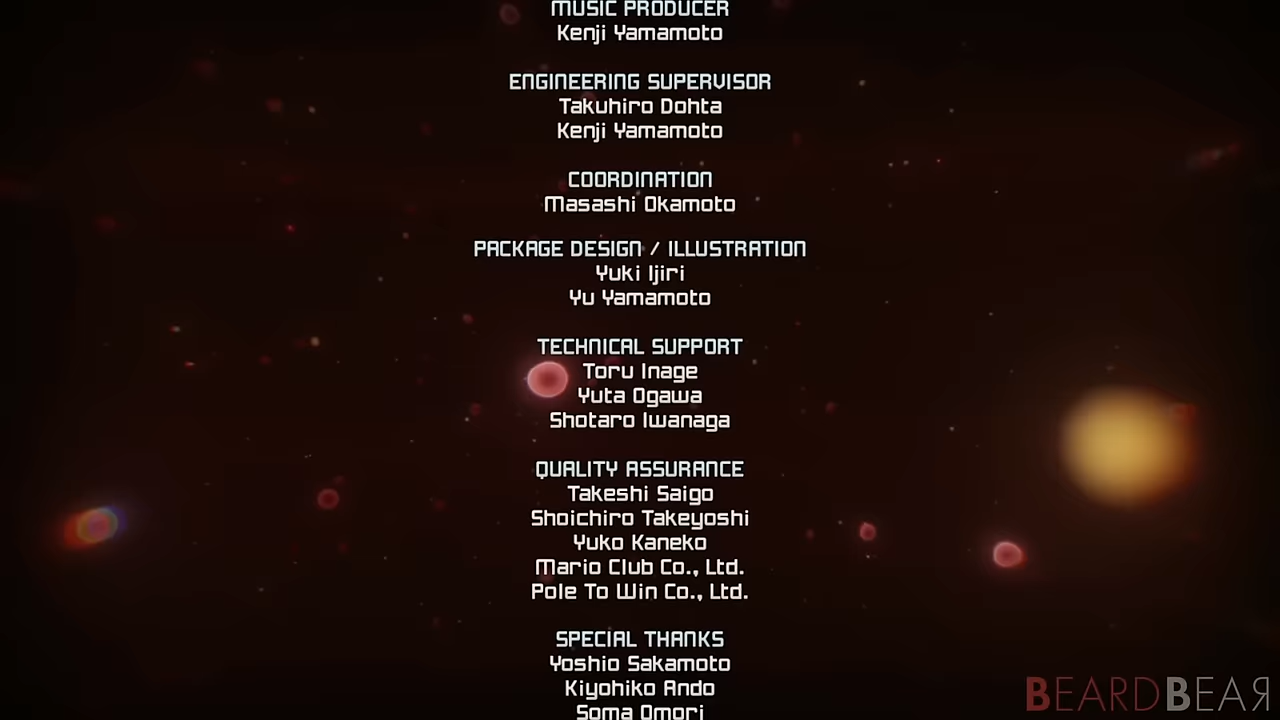 MUSIC PRODUCER
Kenji Yamamoto
ENGINEERING SUPERVISOR
Takuhiro Dohta
Kenji Yamamoto
COORDINATION
Masashi Okamoto
PACKAGE DESIGN / ILLUSTRATION
Yuki Ijiri
Yu Yamamoto
TECHNICAL SUPPORT
Toru Inage
Yuta Ogawa
Shotaro Iwanaga
QUALITY ASSURANCE
Takeshi Saigo
Shoichiro Takeyoshi
Yuko Kaneko
Mario Club Co., Ltd.
Pole To Win Co., Ltd.
SPECIAL THANKS
Yoshio Sakamoto
Kiyohiko Ando
Soma Omori
BEARDBEAR